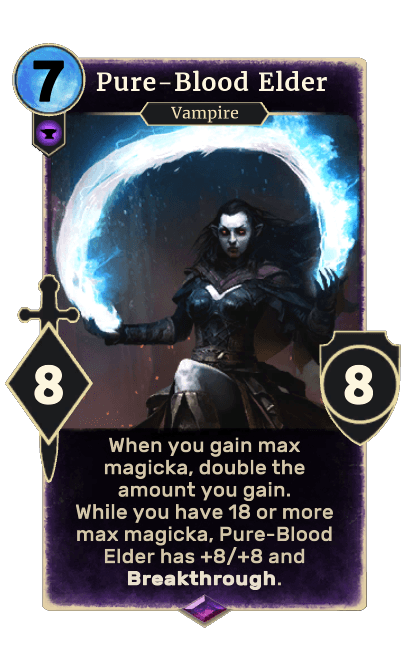 7
Pure-Blood Elder
Vampire
8
8
When you gain max
magicka, double the
amount you gain.
While you have 18 or more
max magicka, Pure-Blood
Elder has +8/+8 and
Breakthrough.